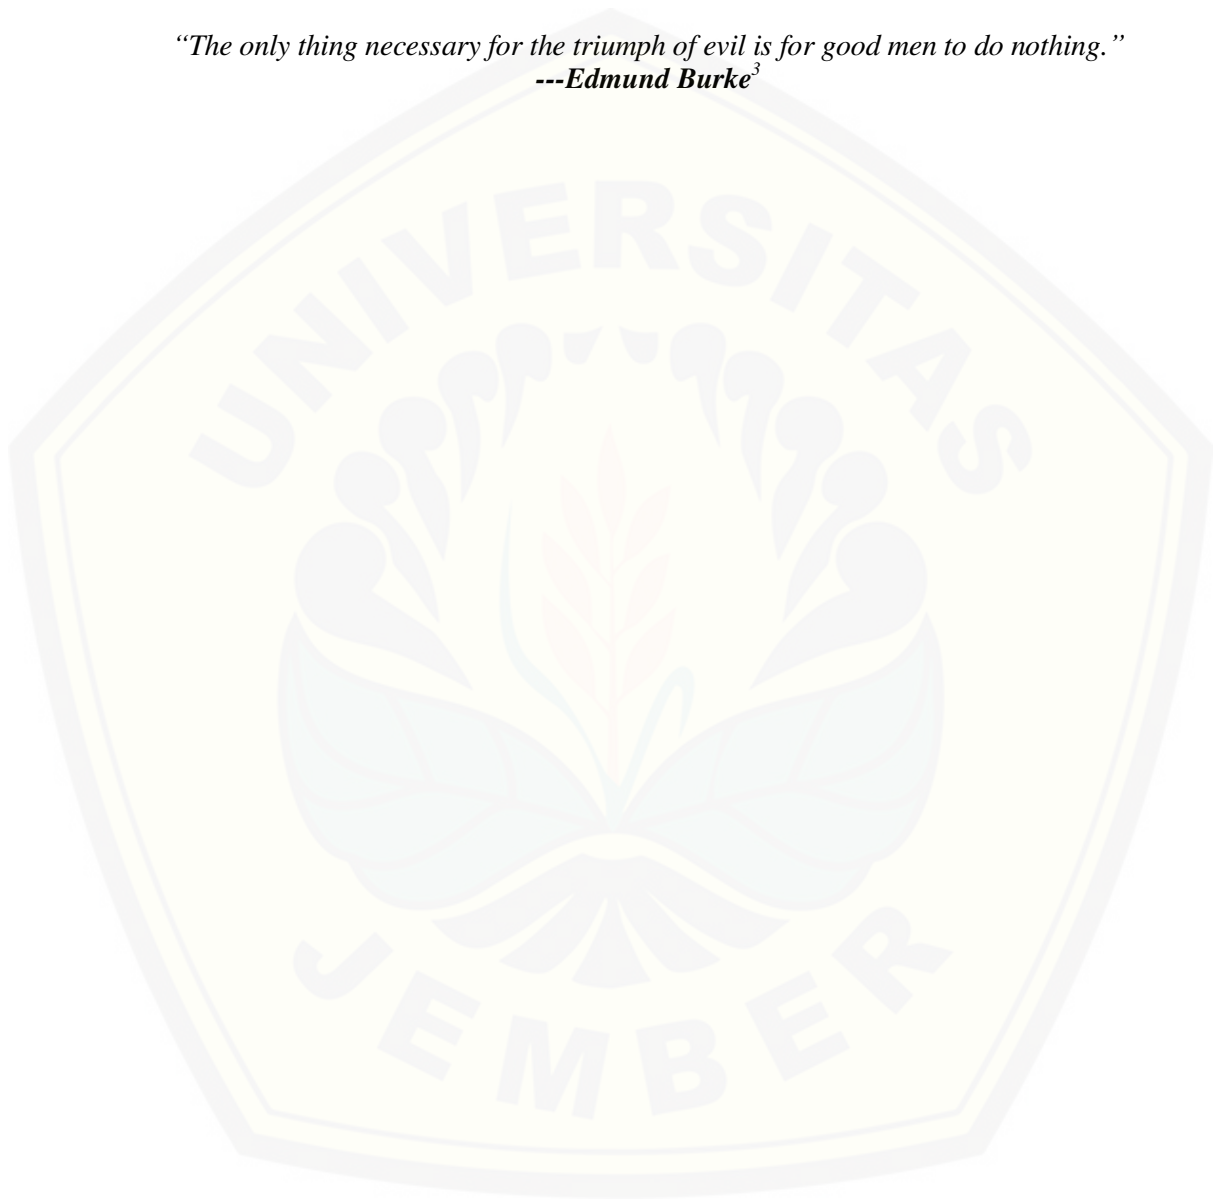 “The only thing necessary for the triumph of evil is for good men to do nothing.”
---Edmund Burke3
UNIVERSITAS
JEMBER